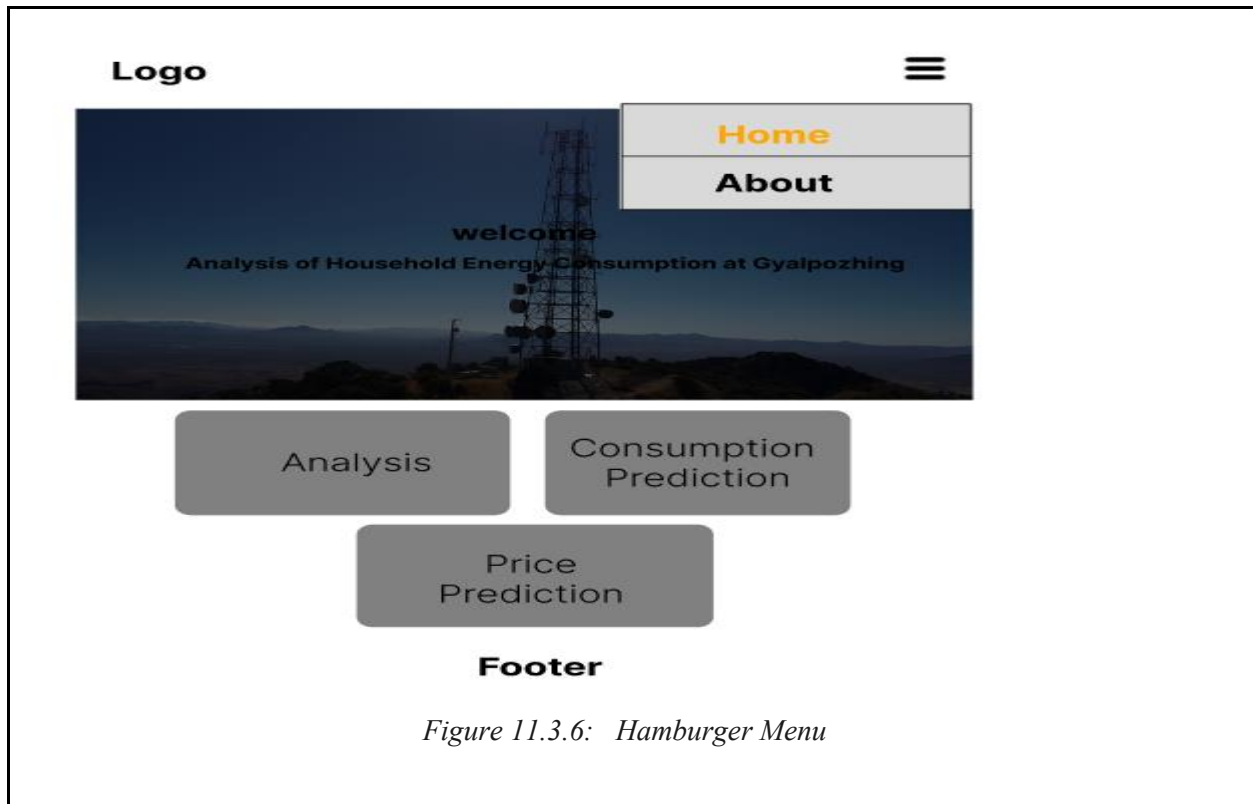 Logo
Home
About
welcome
Analysis of Household Energy Consumption at Gyalpozhing
Analysis
Consumption
Prediction
Price
Prediction
Footer
Figure 11.3.6: Hamburger Menu